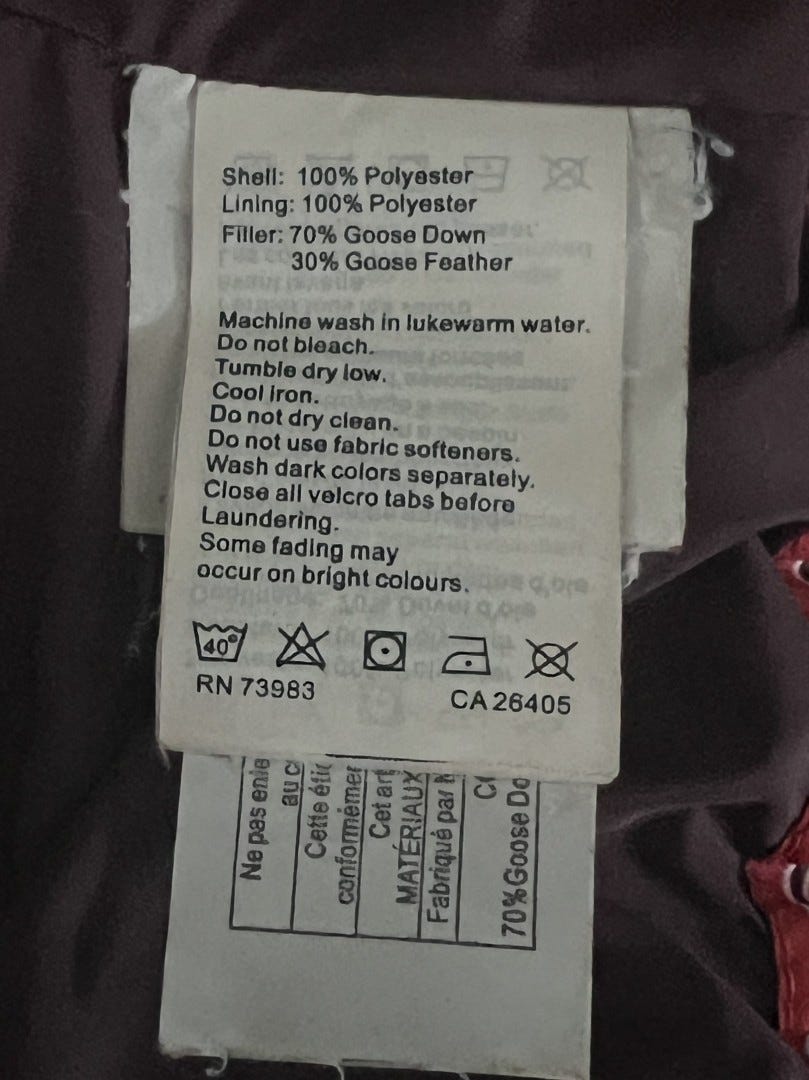 Shell: 100% Polyester
Lining: 100% Polyester
Filler: 70% Goose Down
30% Goose Feather
Machine wash in lukewarm water.
Do not bleach.
Tumble dry low.
Cool iron.
Do not dry clean.
Do not use fabric softeners.
Wash dark colors separately.
Close all velcro tabs before
Laundering.
Some fading may
occur on bright colours.
40°
RN 73983
CA 26405
Ne pas enle
au c
Cette éti
conformémer
Cet art
MATÉRIAUX
Fabriqué par
70% Goose Do